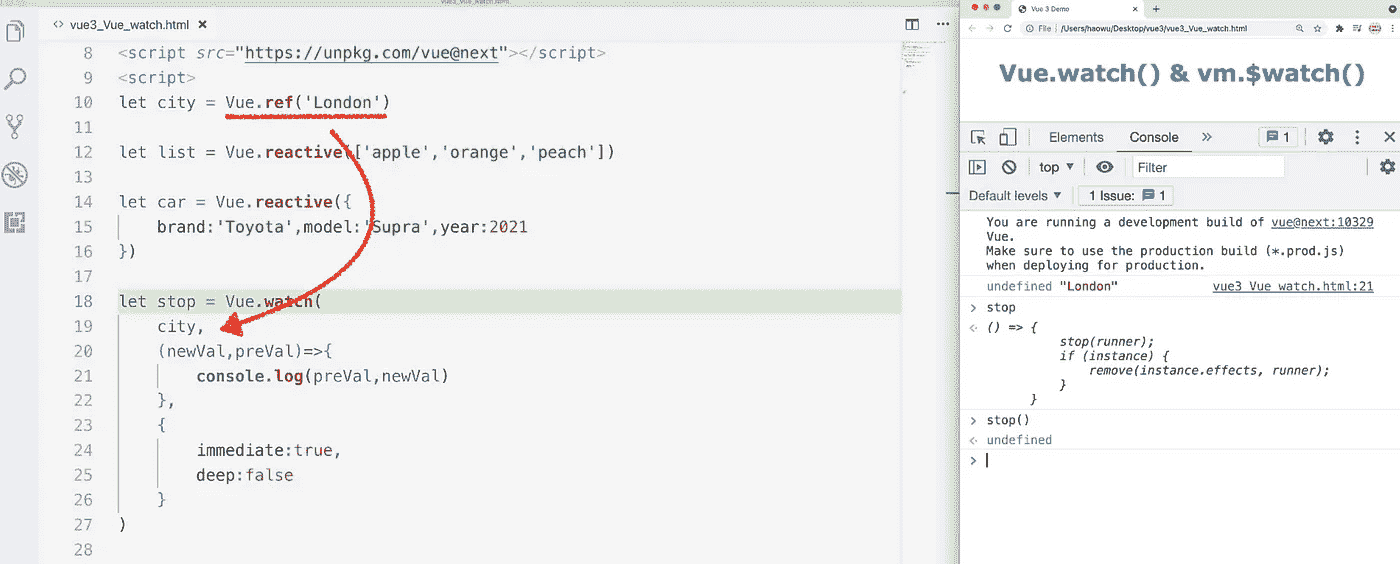 vue3_Vue_watch.html
<> vue3_Vue_watch.html ×
8 <script src="https://unpkg.com/vue@next"></script>
9 <script>
10 let city = Vue.ref('London')
11
12 let list = Vue.reactive(['apple','orange','peach'])
13
14 let car = Vue.reactive({
15 brand:'Toyota',model:'Supra',year:2021
16 })
17
18 let stop = Vue.watch(
19 city,
20 (newVal,preVal)=>{
21 console.log(preVal,newVal)
22 },
23 {
24 immediate:true,
25 deep:false
26 }
27 )
28
Vue 3 Demo
File /Users/haowu/Desktop/vue3/vue3_Vue_watch.html
Vue.watch() & vm.$watch()
Elements Console » 1
top ▼ Filter
Default levels ▼ 1 Issue: 1
You are running a development build of vue@next:10329
Vue.
Make sure to use the production build (*.prod.js)
when deploying for production.
undefined "London" vue3_Vue_watch.html:21
> stop
() => {
stop(runner);
if (instance) {
remove(instance.effects, runner);
}
}
> stop()
undefined
>